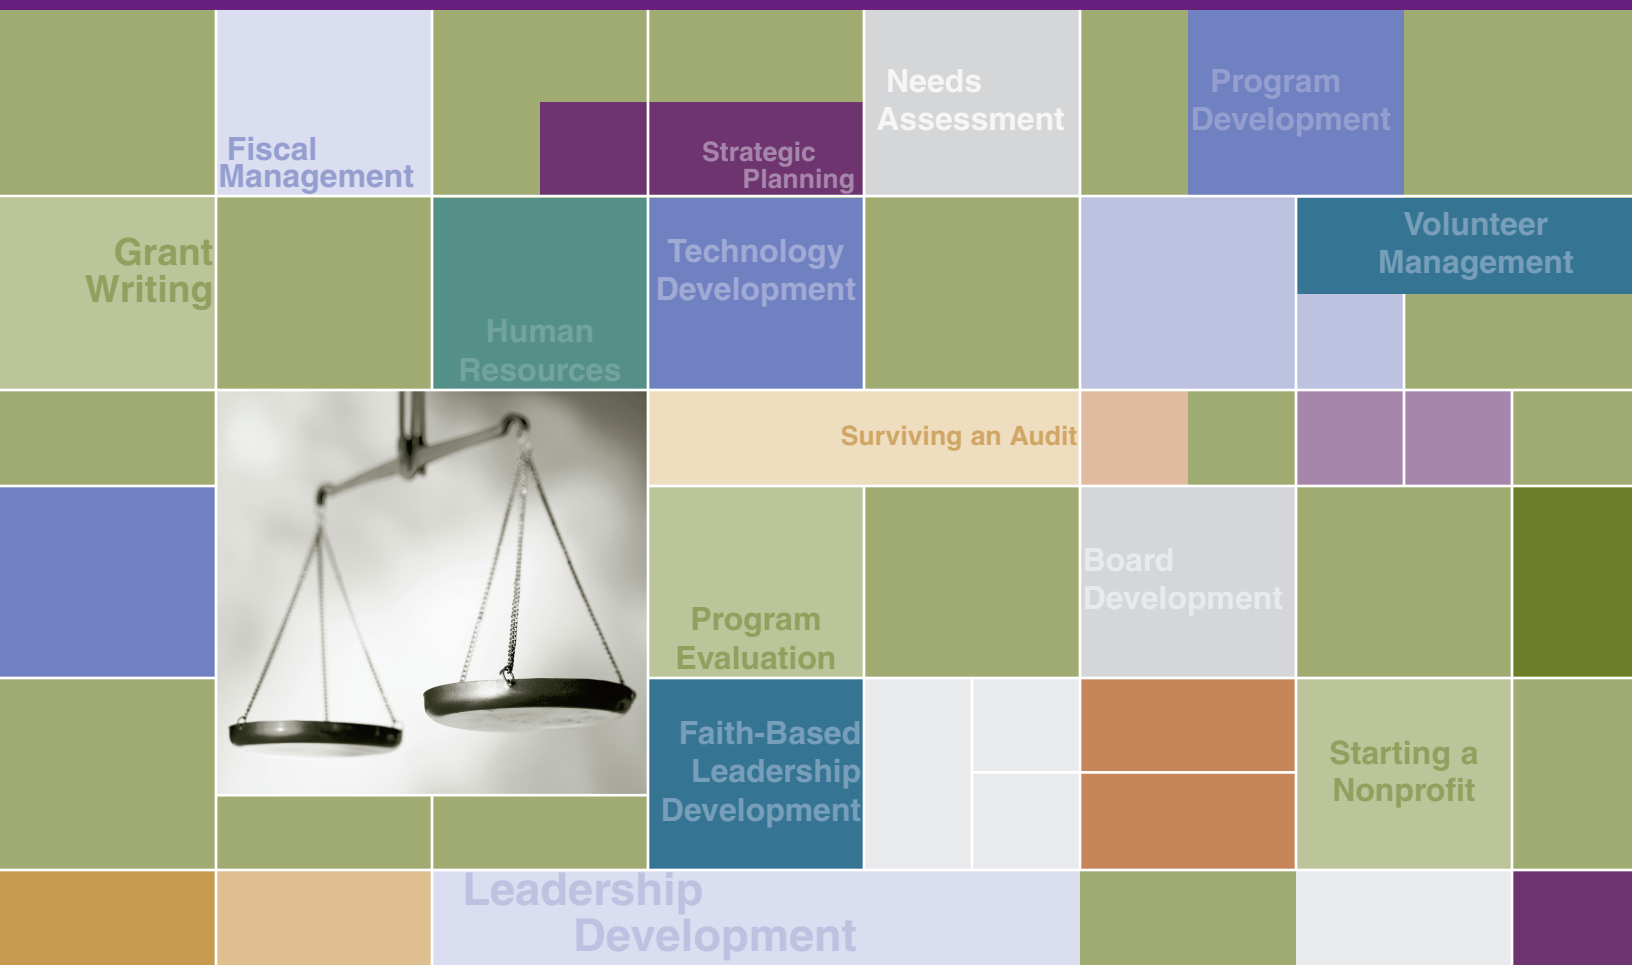 Fiscal
Management
Strategic
Planning
Needs
Assessment
Program
Development
Grant
Writing
Human
Resources
Technology
Development
Volunteer
Management
Surviving an Audit
Program
Evaluation
Board
Development
Faith-Based
Leadership
Development
Starting a
Nonprofit
Leadership
Development